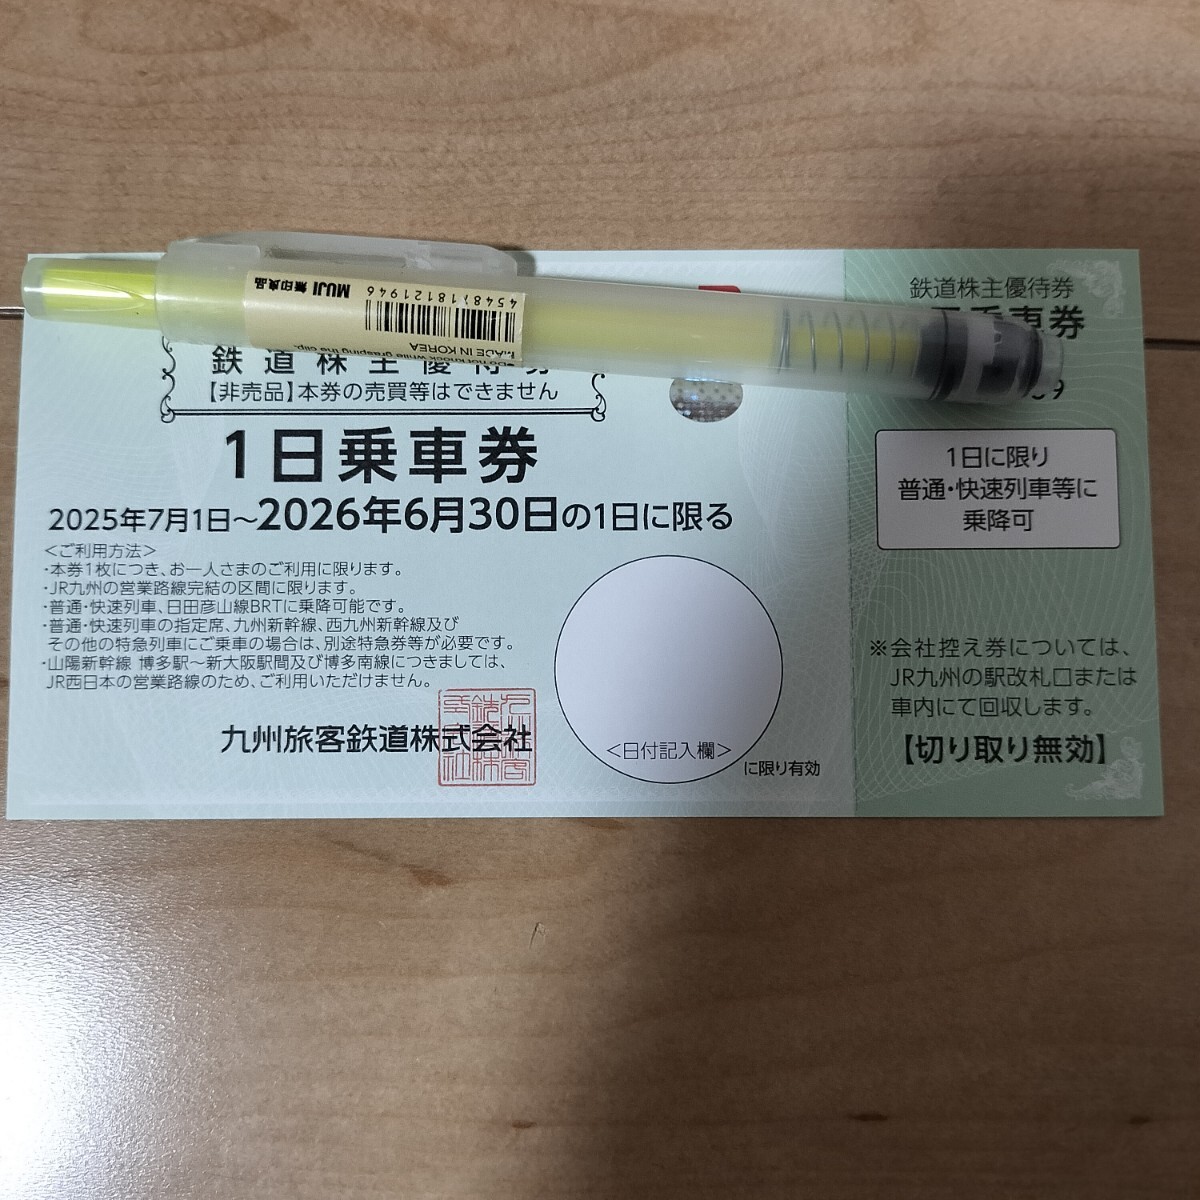 MUJI 無印良品
4548718121946
MADE IN KOREA
Do not knock while grasping the clip.
鉄道株主優待券
【非売品】本券の売買等はできません
1日乗車券
2025年7月1日～2026年6月30日の1日に限る
＜ご利用方法＞
・本券1枚につき、お一人さまのご利用に限ります。
・JR九州の営業路線完結の区間に限ります。
・普通・快速列車、日田彦山線BRTに乗降可能です。
・普通・快速列車の指定席、九州新幹線、西九州新幹線及び
その他の特急列車にご乗車の場合は、別途特急券等が必要です。
・山陽新幹線 博多駅～新大阪駅間及び博多南線につきましては、
JR西日本の営業路線のため、ご利用いただけません。
九州旅客鉄道株式会社
＜日付記入欄＞
に限り有効
鉄道株主優待券
乗車券
9
1日に限り
普通・快速列車等に
乗降可
※会社控え券については、
JR九州の駅改札口または
車内にて回収します。
【切り取り無効】